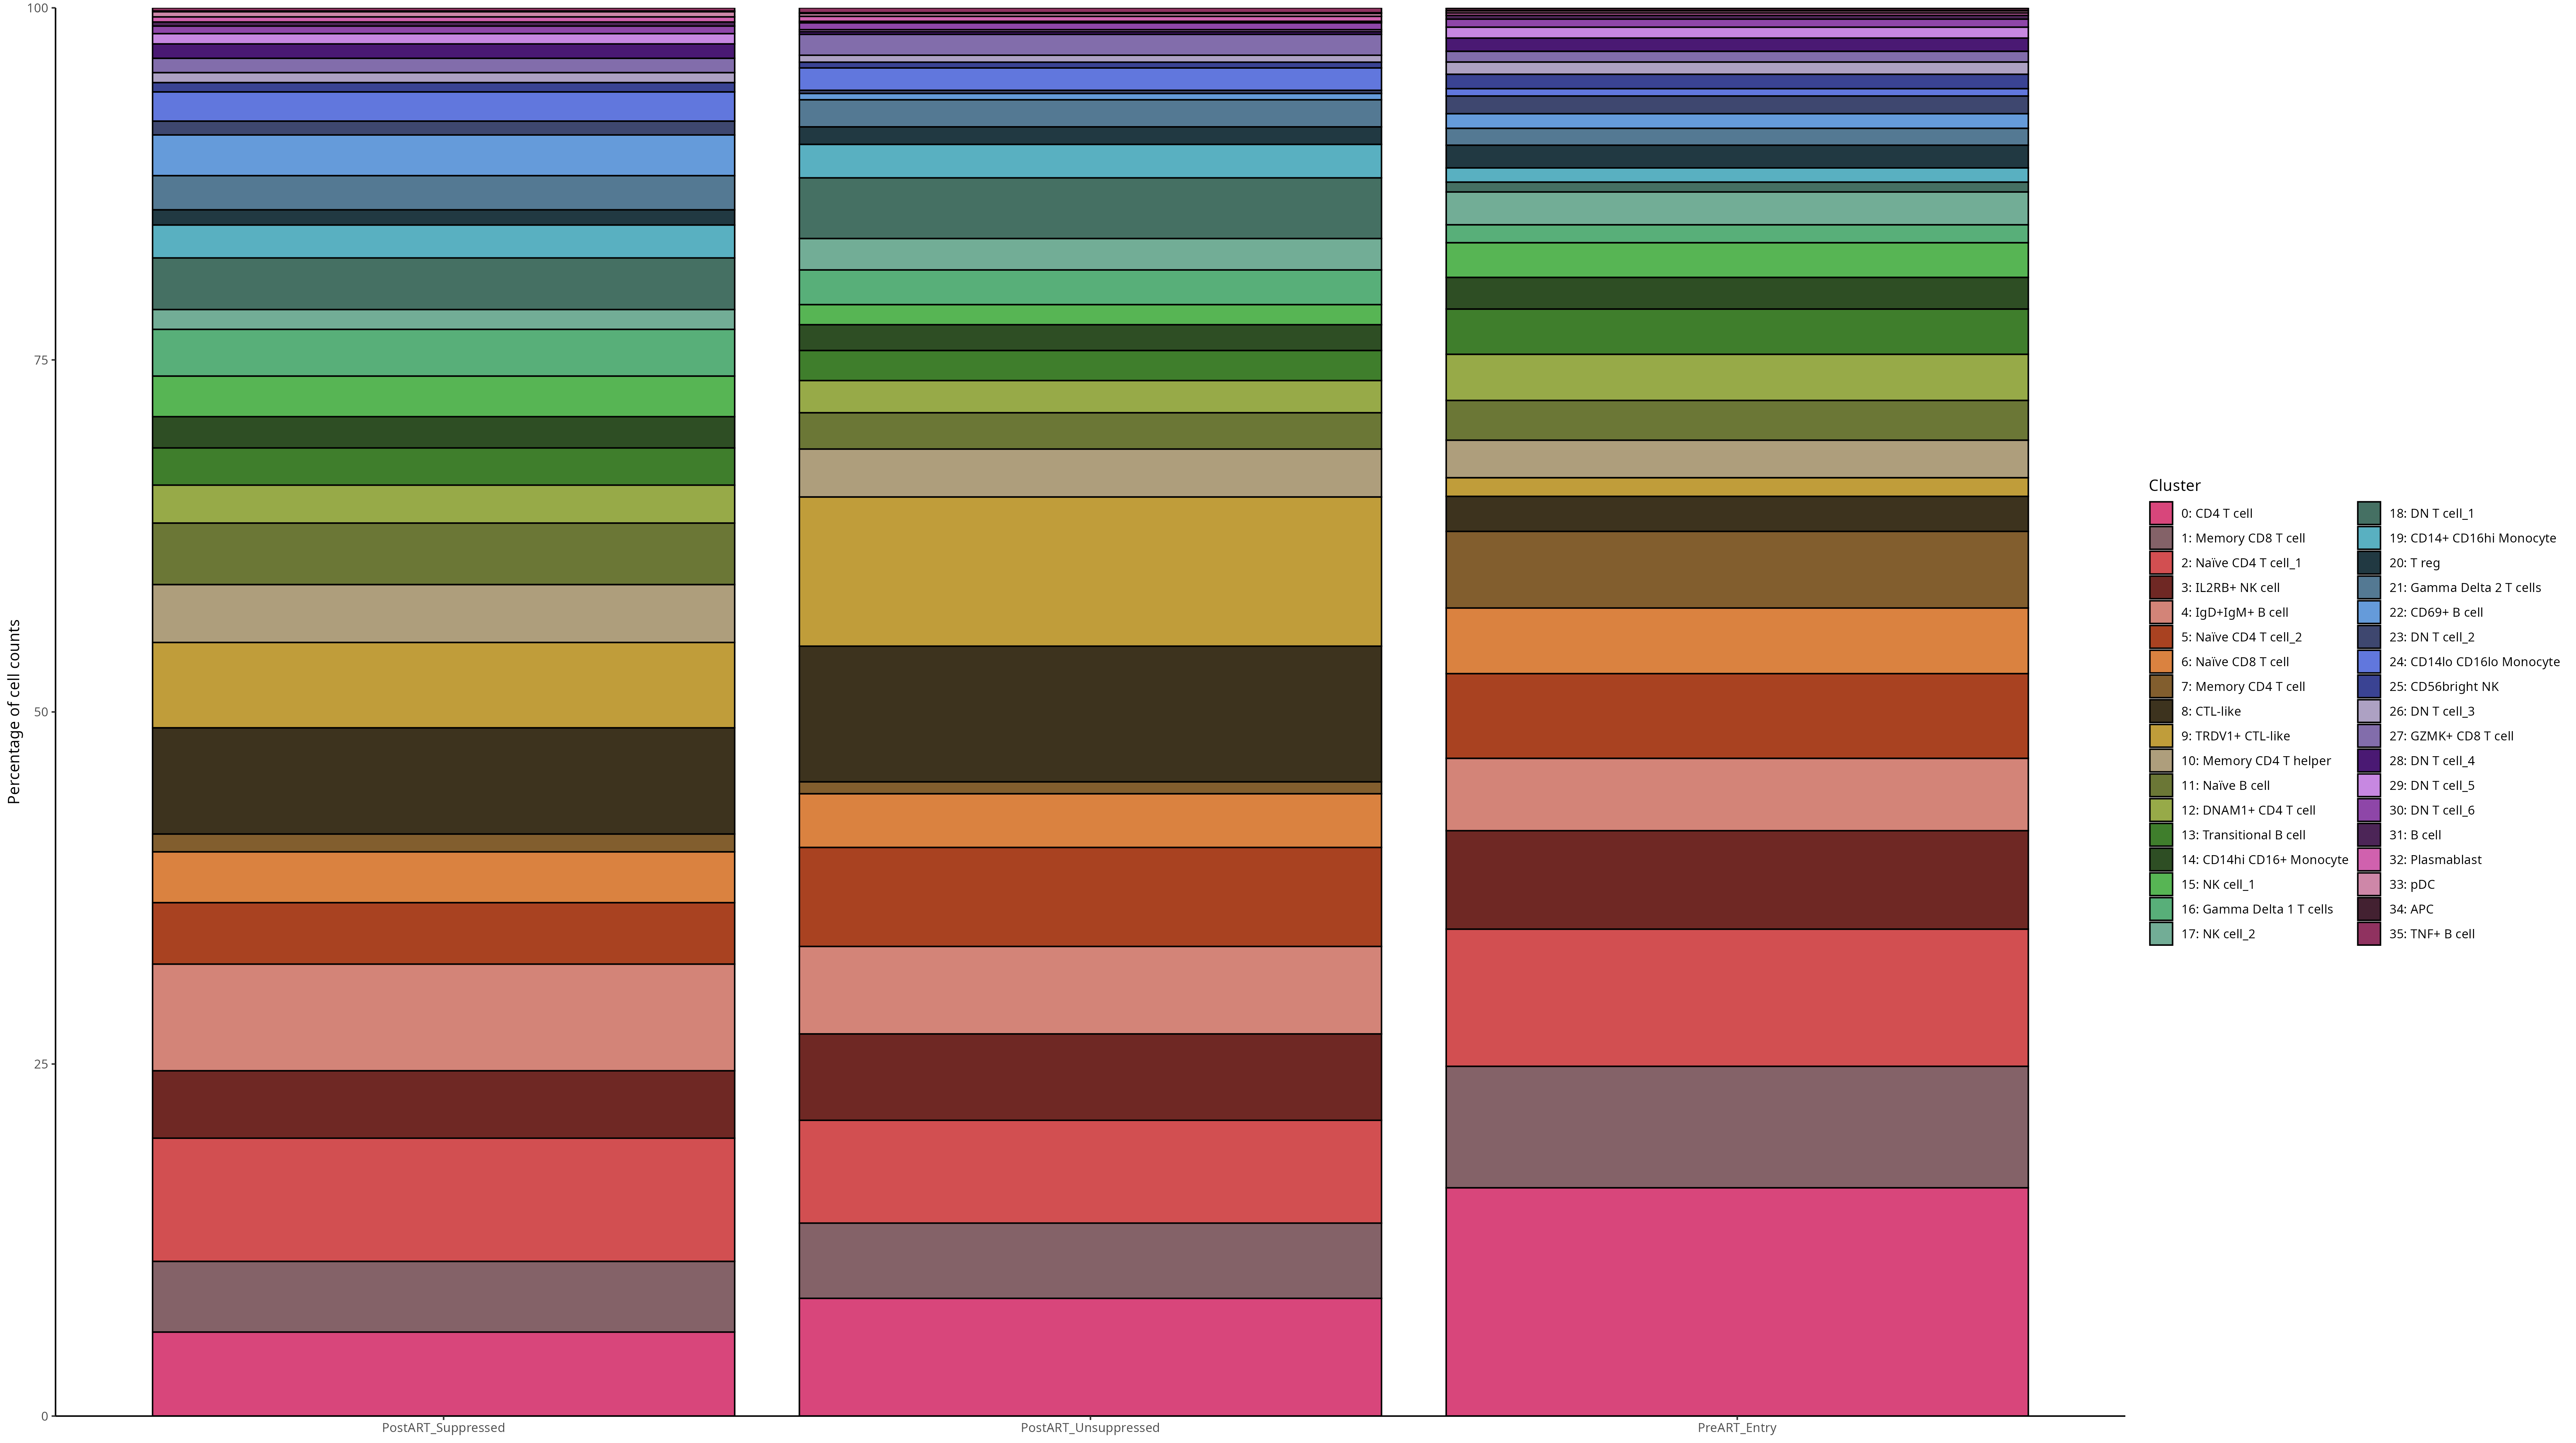 100
75
50
25
0
Percentage of cell counts
PostART_Suppressed
PostART_Unsuppressed
PreART_Entry
Cluster
0: CD4 T cell
1: Memory CD8 T cell
2: Naïve CD4 T cell_1
3: IL2RB+ NK cell
4: IgD+IgM+ B cell
5: Naïve CD4 T cell_2
6: Naïve CD8 T cell
7: Memory CD4 T cell
8: CTL-like
9: TRDV1+ CTL-like
10: Memory CD4 T helper
11: Naïve B cell
12: DNAM1+ CD4 T cell
13: Transitional B cell
14: CD14hi CD16+ Monocyte
15: NK cell_1
16: Gamma Delta 1 T cells
17: NK cell_2
18: DN T cell_1
19: CD14+ CD16hi Monocyte
20: T reg
21: Gamma Delta 2 T cells
22: CD69+ B cell
23: DN T cell_2
24: CD14lo CD16lo Monocyte
25: CD56bright NK
26: DN T cell_3
27: GZMK+ CD8 T cell
28: DN T cell_4
29: DN T cell_5
30: DN T cell_6
31: B cell
32: Plasmablast
33: pDC
34: APC
35: TNF+ B cell